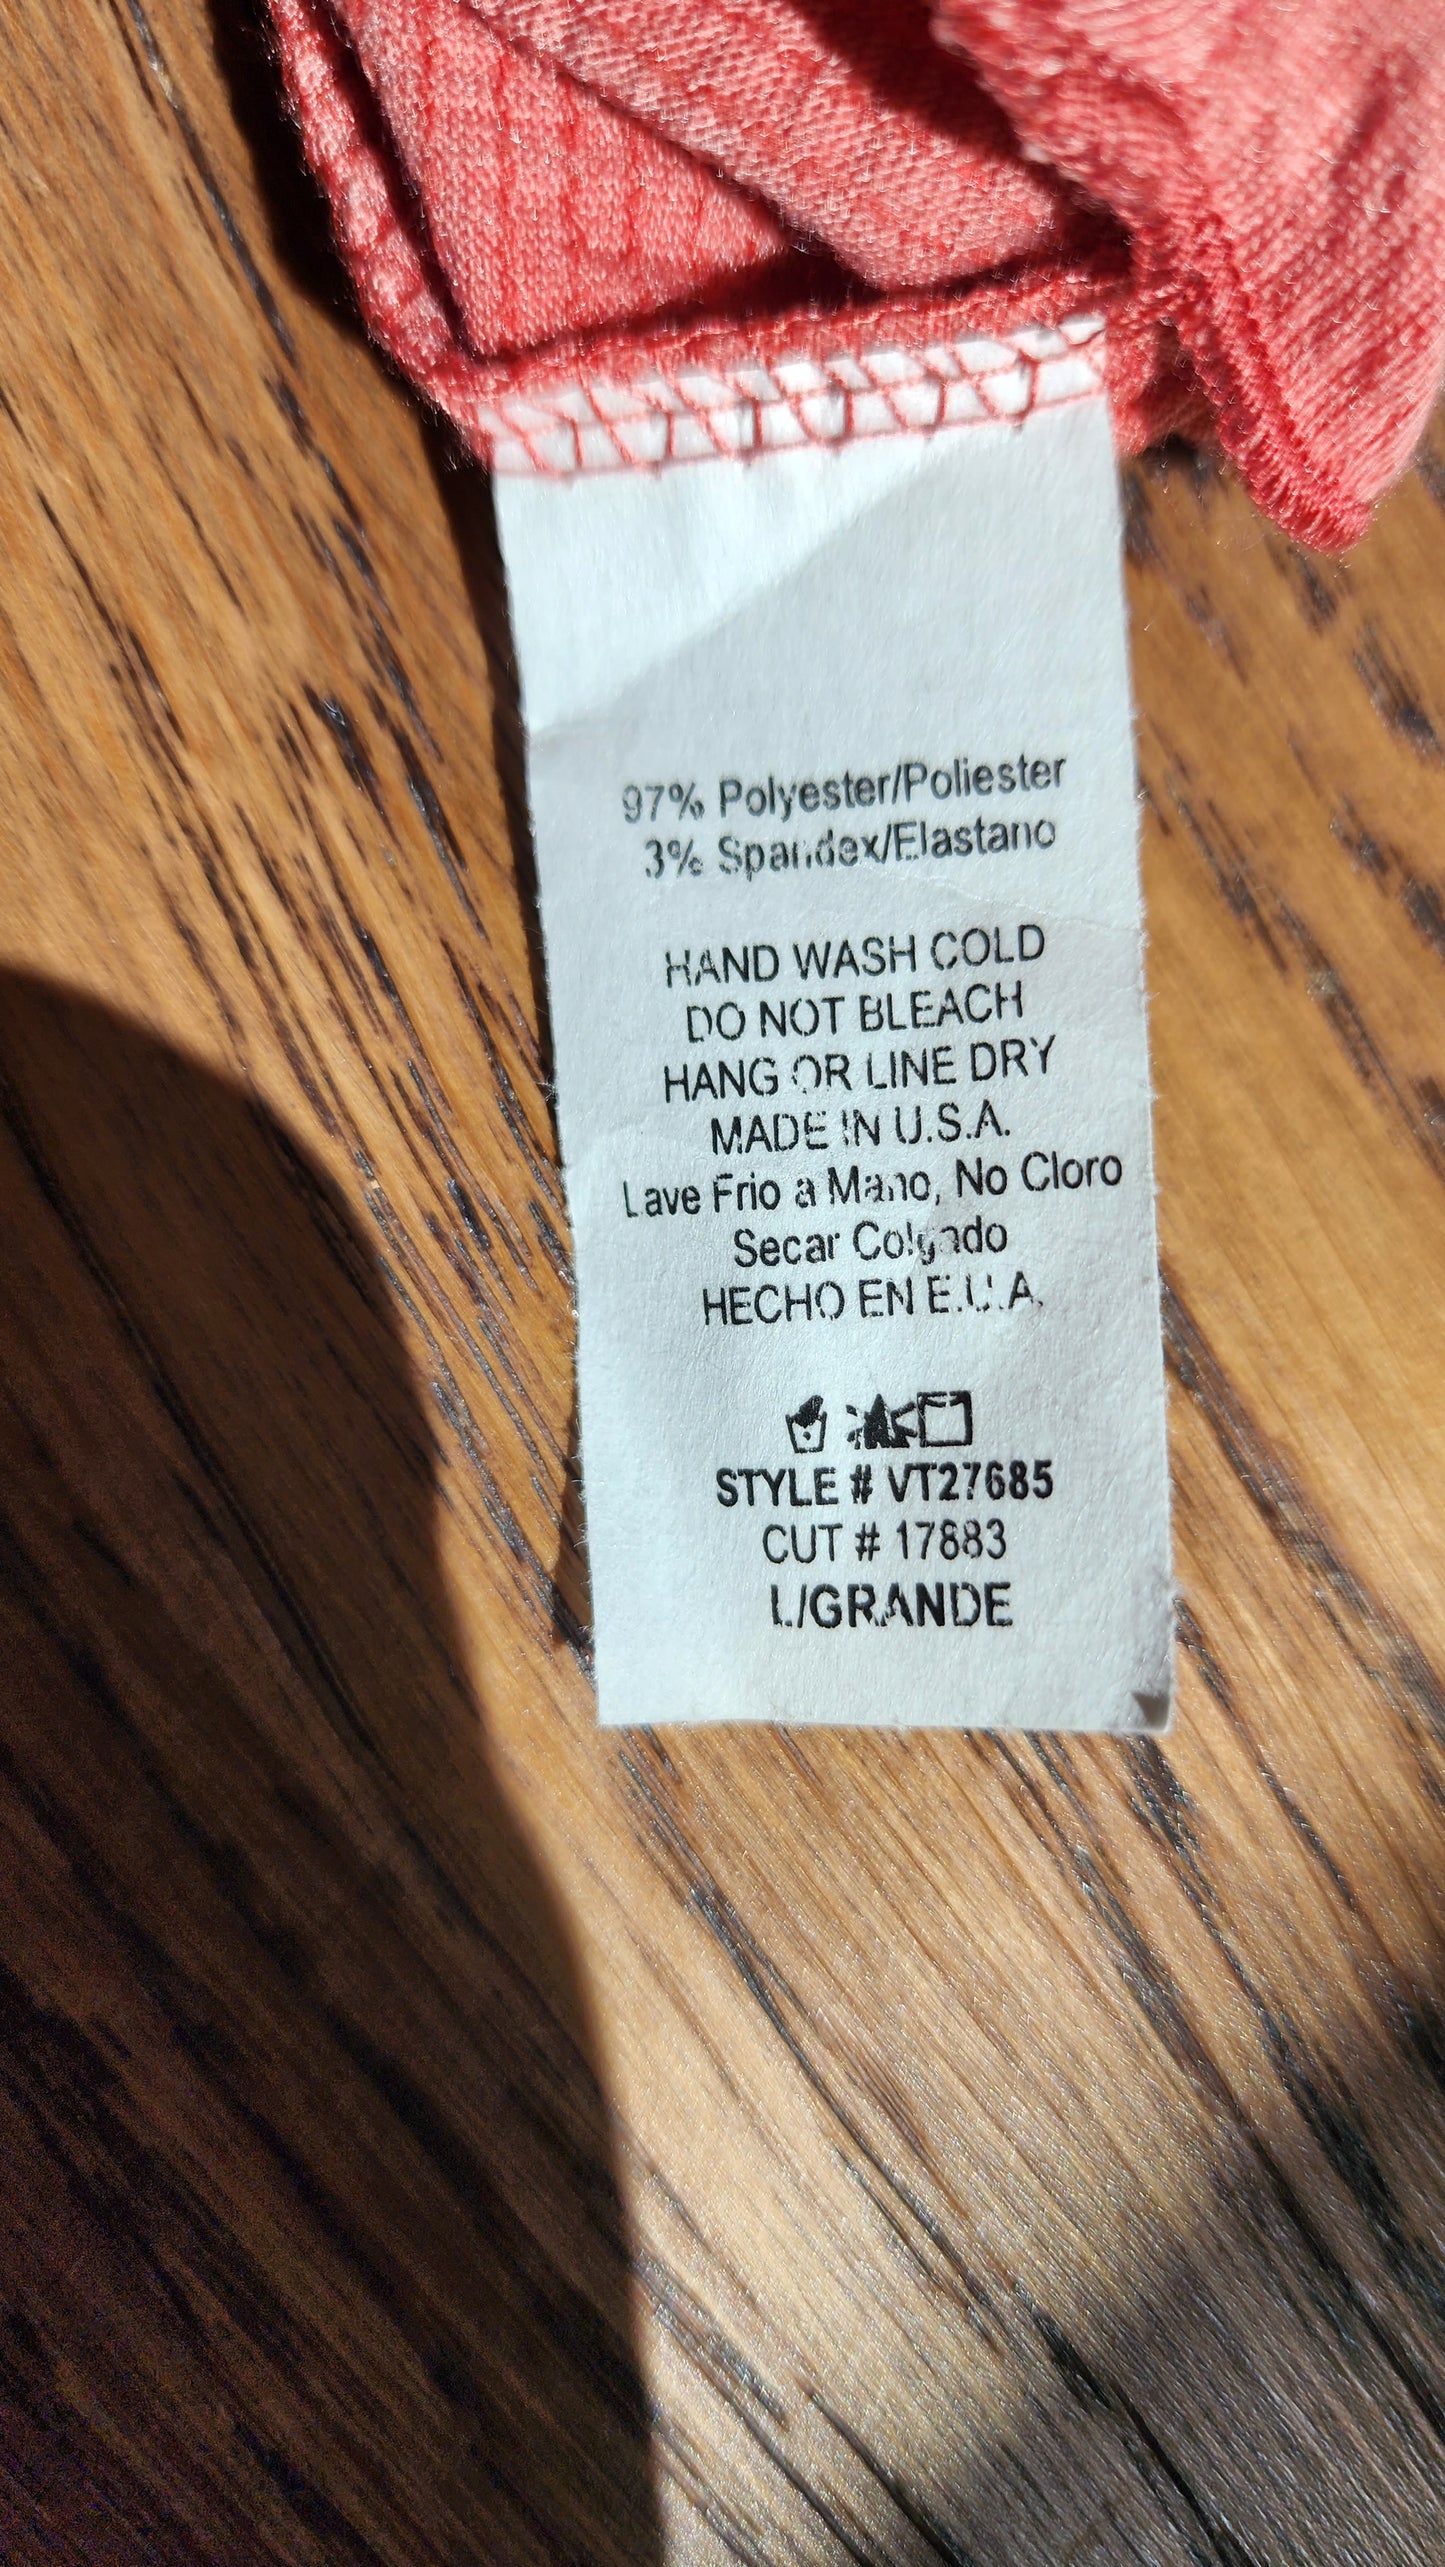 97% Polyester/Poliester
3% Spandex/Elastano
HAND WASH COLD
DO NOT BLEACH
HANG OR LINE DRY
MADE IN U.S.A.
Lave Frio a Mano, No Cloro
Secar Colgado
HECHO EN E.U.A.
STYLE # VT27685
CUT # 17883
L/GRANDE